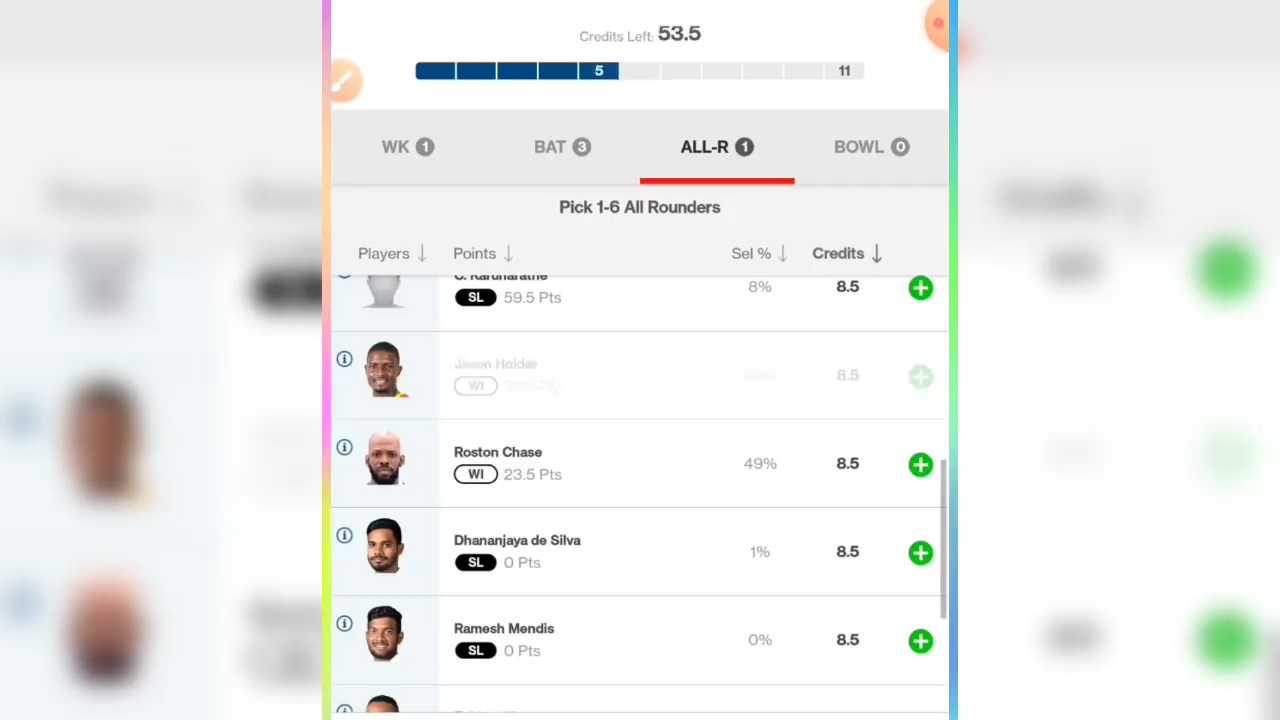 Credits Left: 53.5
5 11
WK 1 BAT 3 ALL-R 1 BOWL 0
Pick 1-6 All Rounders
Players ↓ Points ↓ Sel % ↓ Credits ↓
C. Karunaratne
SL 59.5 Pts 8% 8.5
Jason Holder
WI 8.5
Roston Chase
WI 23.5 Pts 49% 8.5
Dhananjaya de Silva
SL 0 Pts 1% 8.5
Ramesh Mendis
SL 0 Pts 0% 8.5